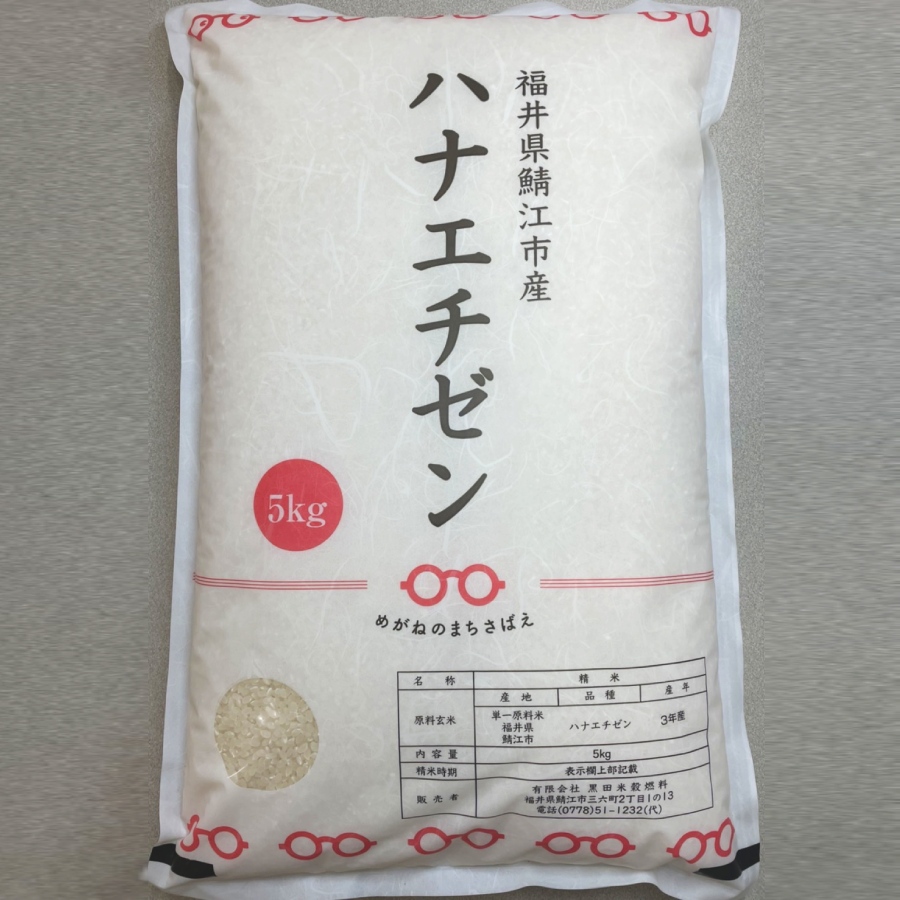 福井県鯖江市産
ハナエチゼン
5kg
めがねのまちさばえ
名称 精米
産地 品種 産年
原料玄米 単一原料米 福井県 鯖江市 ハナエチゼン 3年産
内容量 5kg
精米時期 表示欄上部記載
販売者 有限会社 黒田米穀燃料
福井県鯖江市三六町2丁目1の13
電話(0778)51-1232(代)